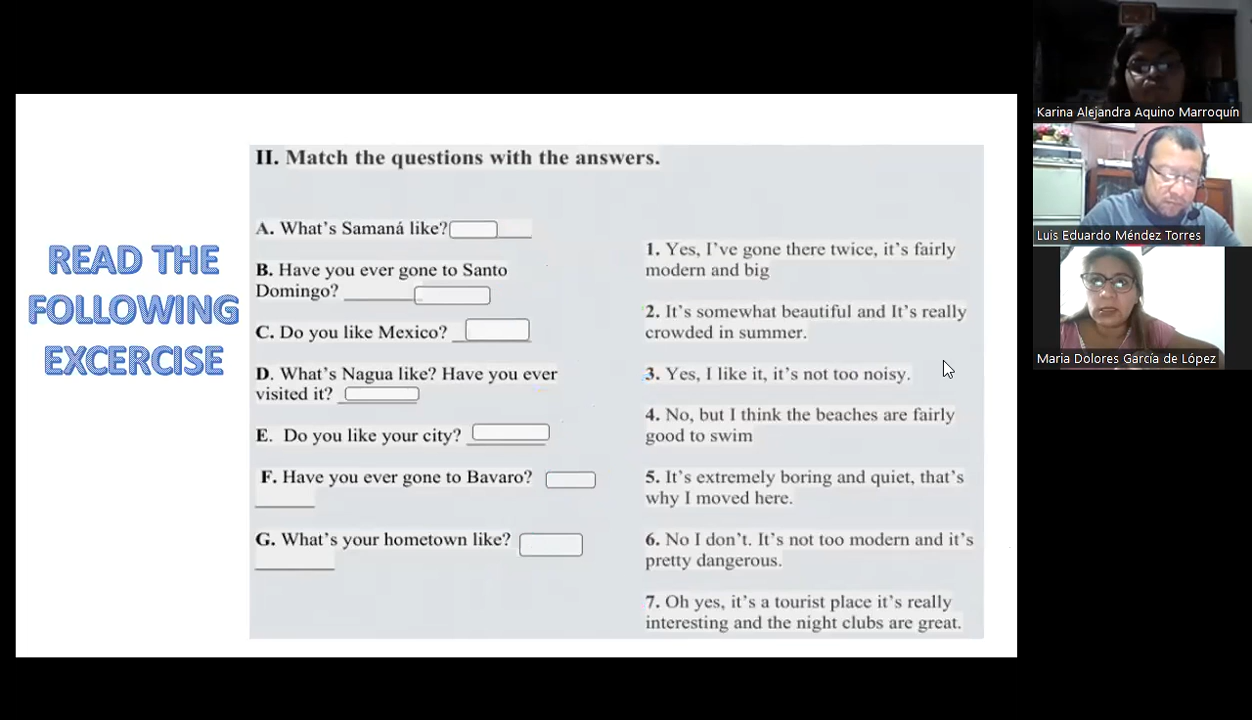 READ THE
FOLLOWING
EXCERCISE
II. Match the questions with the answers.
A. What's Samaná like?
B. Have you ever gone to Santo
Domingo?
C. Do you like Mexico?
D. What's Nagua like? Have you ever
visited it?
E. Do you like your city?
F. Have you ever gone to Bavaro?
G. What's your hometown like?
1. Yes, I've gone there twice, it's fairly
modern and big
2. It's somewhat beautiful and It's really
crowded in summer.
3. Yes, I like it, it's not too noisy.
4. No, but I think the beaches are fairly
good to swim
5. It's extremely boring and quiet, that's
why I moved here.
6. No I don't. It's not too modern and it's
pretty dangerous.
7. Oh yes, it's a tourist place it's really
interesting and the night clubs are great.
Karina Alejandra Aquino Marroquín
Luis Eduardo Méndez Torres
Maria Dolores García de López